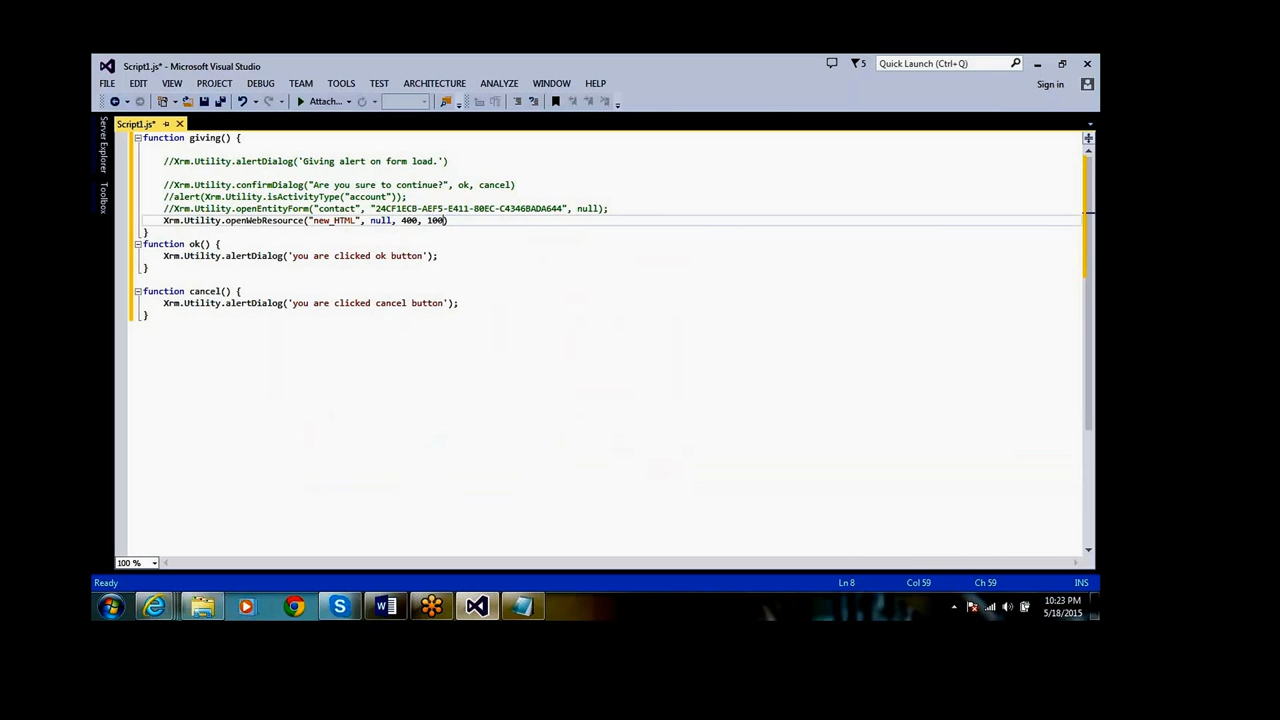 Script1.js* - Microsoft Visual Studio
5
Quick Launch (Ctrl+Q)
FILE EDIT VIEW PROJECT DEBUG TEAM TOOLS TEST ARCHITECTURE ANALYZE WINDOW HELP
Sign in
Attach...
Script1.js*
Server Explorer
Toolbox
function giving() {
//Xrm.Utility.alertDialog('Giving alert on form load.')
//Xrm.Utility.confirmDialog("Are you sure to continue?", ok, cancel)
//alert(Xrm.Utility.isActivityType("account"));
//Xrm.Utility.openEntityForm("contact", "24CF1ECB-AEF5-E411-80EC-C4346BADA644", null);
Xrm.Utility.openWebResource("new_HTML", null, 400, 100)
}
function ok() {
Xrm.Utility.alertDialog('you are clicked ok button');
}
function cancel() {
Xrm.Utility.alertDialog('you are clicked cancel button');
}
100 %
Ready Ln 8 Col 59 Ch 59 INS
10:23 PM
5/18/2015